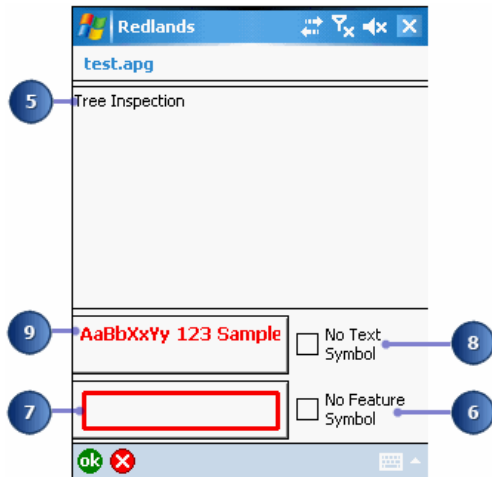 Redlands
test.apg
5
Tree Inspection
9
AaBbXxYy 123 Sample
No Text
Symbol
8
7
No Feature
Symbol
6
ok